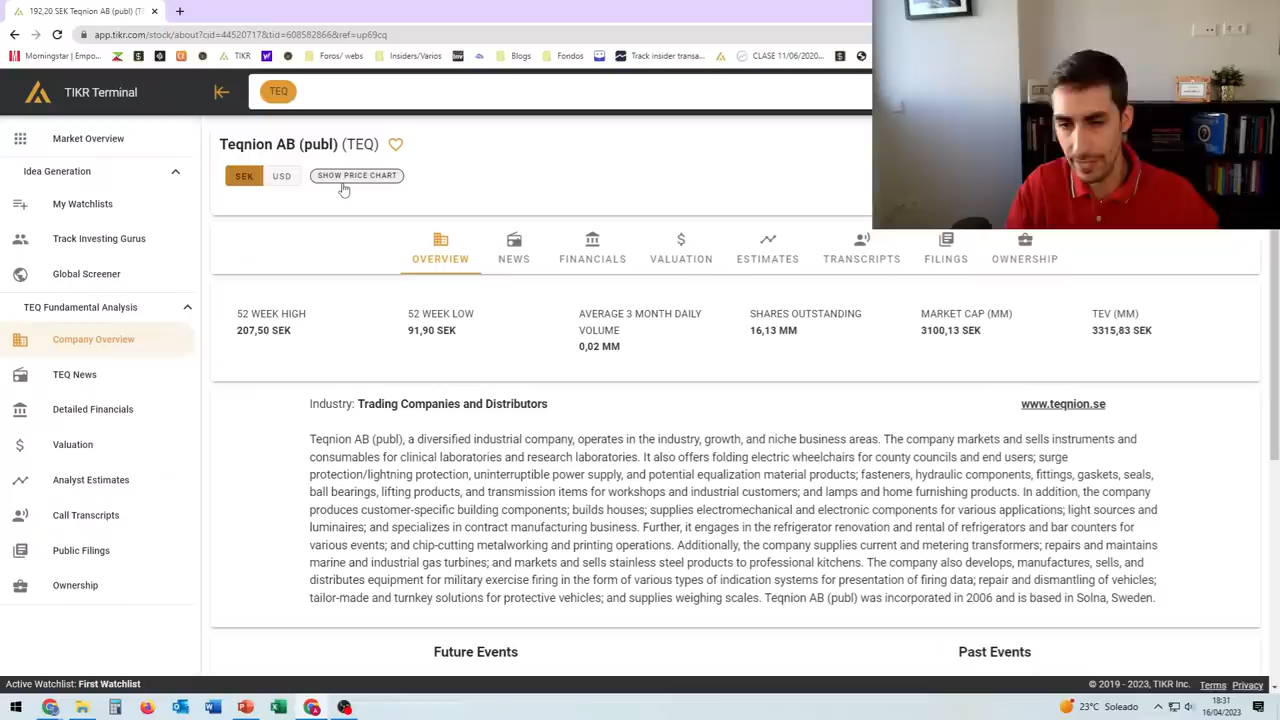 192,20 SEK Teqnion AB (publ) (T
app.tikr.com/stock/about?cid=44520717&tid=608582866&ref=up69cq
Morningstar | Empo...
TIKR
Foros/ webs
Insiders/Varios
Blogs
Fondos
Track insider transa...
CLASE 11/06/2020...
TIKR Terminal
TEQ
Market Overview
Idea Generation
My Watchlists
Track Investing Gurus
Global Screener
TEQ Fundamental Analysis
Company Overview
TEQ News
Detailed Financials
Valuation
Analyst Estimates
Call Transcripts
Public Filings
Ownership
Teqnion AB (publ) (TEQ)
SEK USD SHOW PRICE CHART
OVERVIEW NEWS FINANCIALS VALUATION ESTIMATES TRANSCRIPTS FILINGS OWNERSHIP
52 WEEK HIGH
207,50 SEK
52 WEEK LOW
91,90 SEK
AVERAGE 3 MONTH DAILY
VOLUME
0,02 MM
SHARES OUTSTANDING
16,13 MM
MARKET CAP (MM)
3100,13 SEK
TEV (MM)
3315,83 SEK
Industry: Trading Companies and Distributors
www.teqnion.se
Teqnion AB (publ), a diversified industrial company, operates in the industry, growth, and niche business areas. The company markets and sells instruments and
consumables for clinical laboratories and research laboratories. It also offers folding electric wheelchairs for county councils and end users; surge
protection/lightning protection, uninterruptible power supply, and potential equalization material products; fasteners, hydraulic components, fittings, gaskets, seals,
ball bearings, lifting products, and transmission items for workshops and industrial customers; and lamps and home furnishing products. In addition, the company
produces customer-specific building components; builds houses; supplies electromechanical and electronic components for various applications; light sources and
luminaires; and specializes in contract manufacturing business. Further, it engages in the refrigerator renovation and rental of refrigerators and bar counters for
various events; and chip-cutting metalworking and printing operations. Additionally, the company supplies current and metering transformers; repairs and maintains
marine and industrial gas turbines; and markets and sells stainless steel products to professional kitchens. The company also develops, manufactures, sells, and
distributes equipment for military exercise firing in the form of various types of indication systems for presentation of firing data; repair and dismantling of vehicles;
tailor-made and turnkey solutions for protective vehicles; and supplies weighing scales. Teqnion AB (publ) was incorporated in 2006 and is based in Solna, Sweden.
Future Events
Past Events
Active Watchlist: First Watchlist
© 2019 - 2023, TIKR Inc. Terms Privacy
23°C Soleado
18:31
16/04/2023